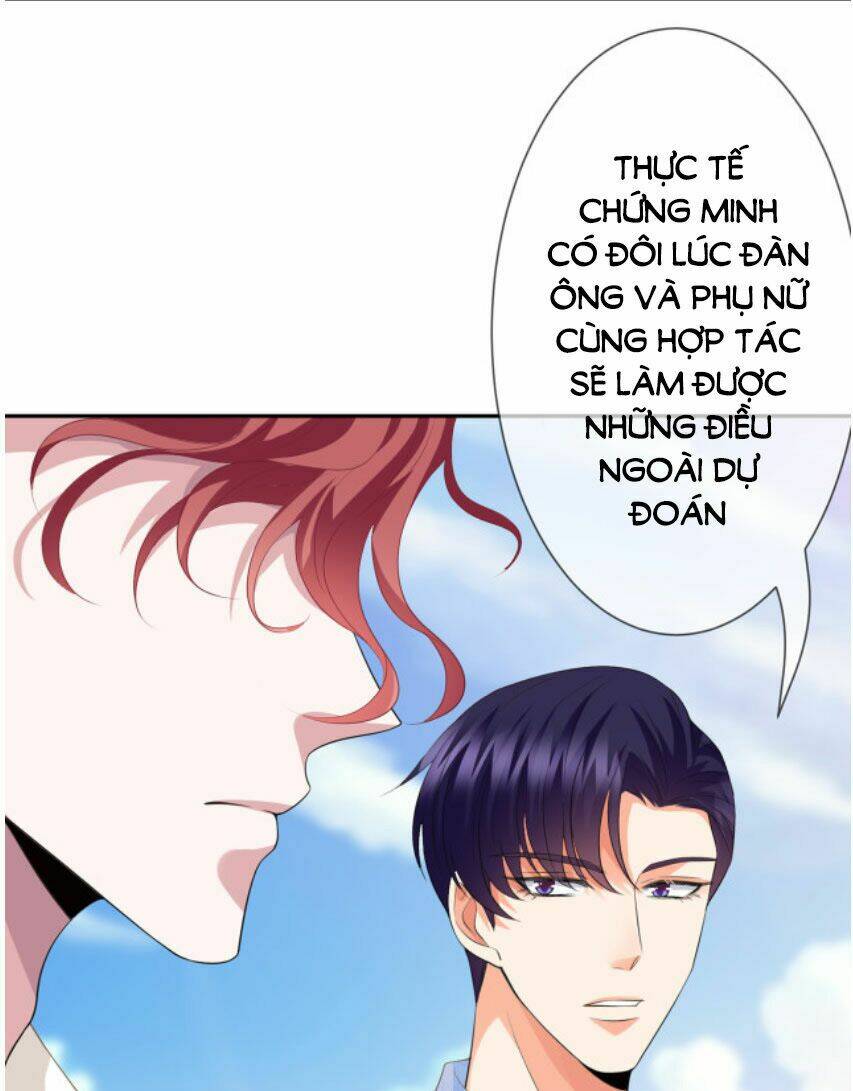 THỰC TẾ
CHỨNG MINH
CÓ ĐÔI LÚC ĐÀN
ÔNG VÀ PHỤ NỮ
CÙNG HỢP TÁC
SẼ LÀM ĐƯỢC
NHỮNG ĐIỀU
NGOÀI DỰ
ĐOÁN